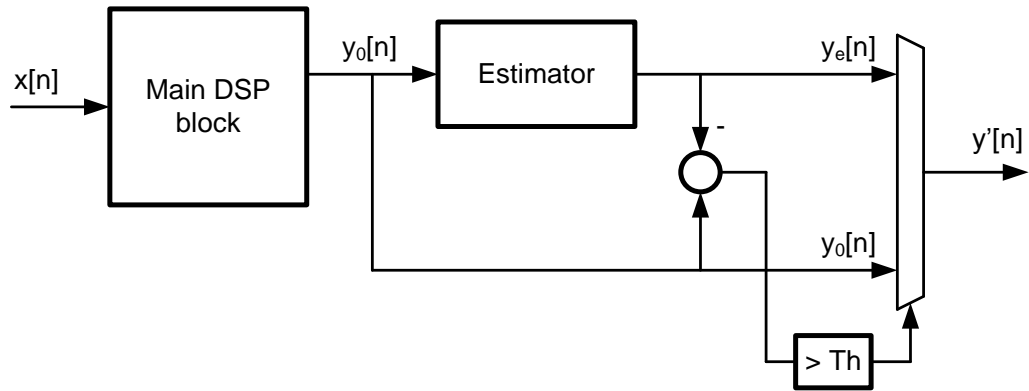 x[n]
Main DSP
block
y₀[n]
Estimator
yₑ[n]
-
y₀[n]
y'[n]
> Th